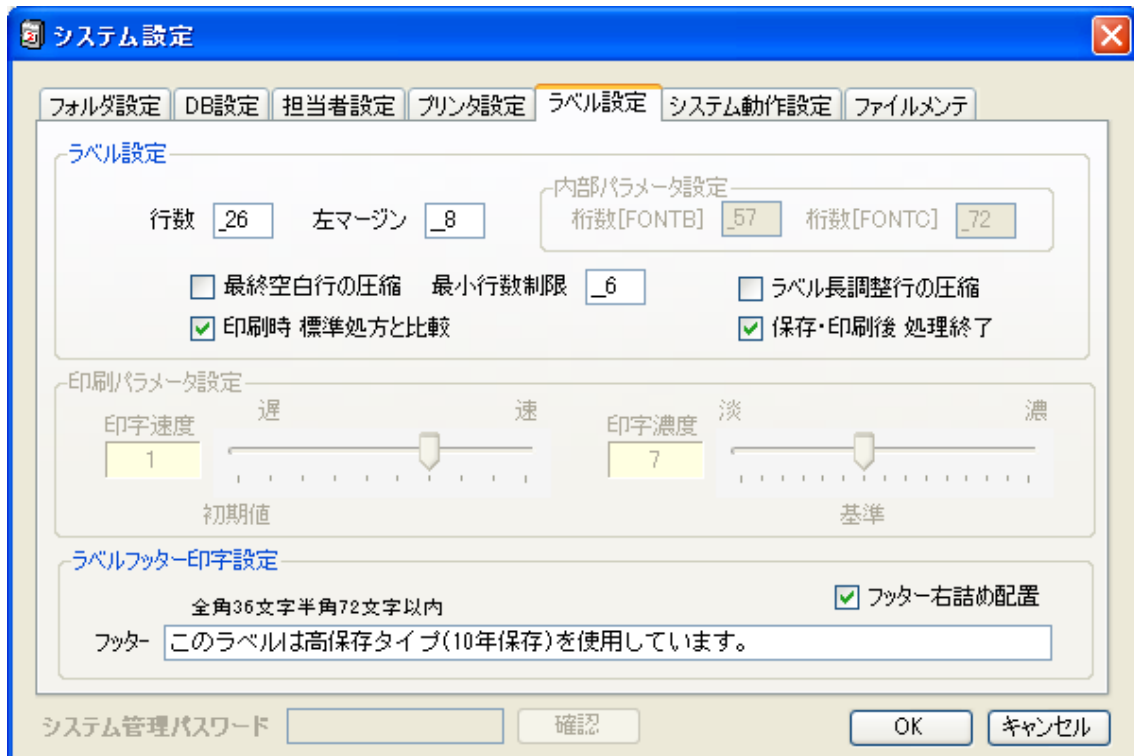 システム設定
フォルダ設定 DB設定 担当者設定 プリンタ設定 ラベル設定 システム動作設定 ファイルメンテ
ラベル設定
内部パラメータ設定
行数 _26 左マージン __8 桁数[FONTB] _57 桁数[FONTC] _72
最終空白行の圧縮 最小行数制限 __6 ラベル長調整行の圧縮
印刷時 標準処方と比較 保存・印刷後 処理終了
印刷パラメータ設定
遅 速 淡 濃
印字速度 印字濃度
1 7
初期値 基準
ラベルフッター印字設定
フッター右詰め配置
全角36文字半角72文字以内
フッター このラベルは高保存タイプ(10年保存)を使用しています。
システム管理パスワード 確認 OK キャンセル